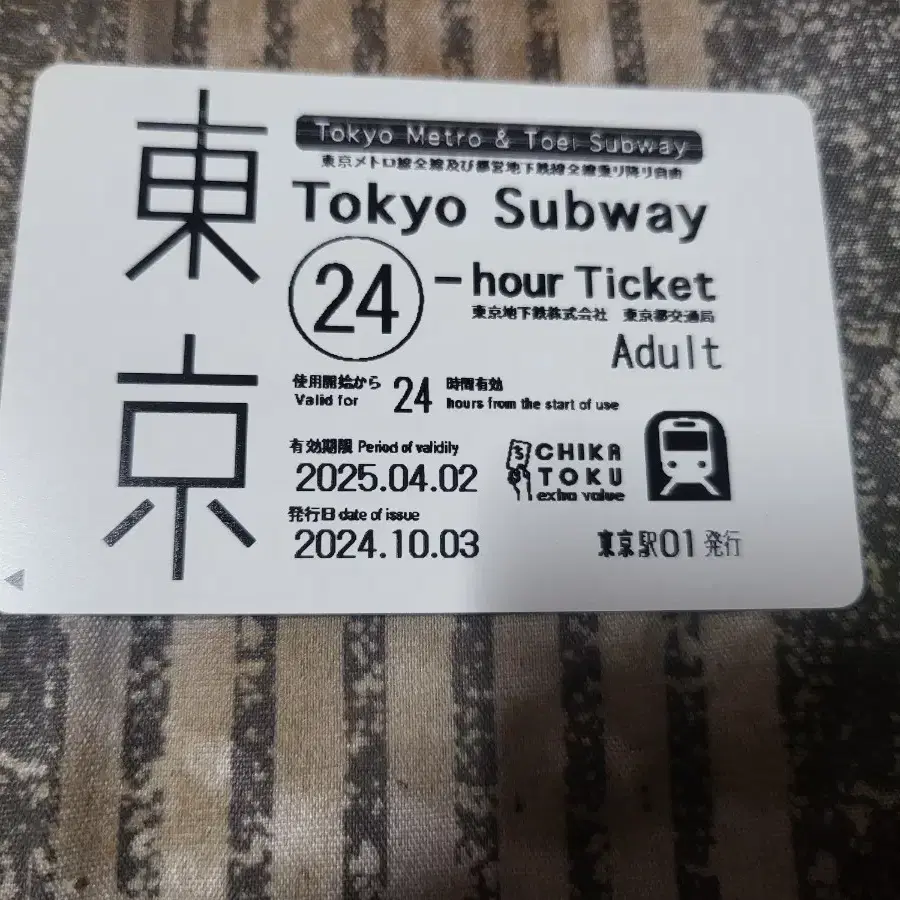 東京
Tokyo Metro & Toei Subway
東京メトロ線全線及び都営地下鉄線全線乗り降り自由
Tokyo Subway
24-hour Ticket
東京地下鉄株式会社 東京都交通局
Adult
使用開始から 24 時間有効
Valid for hours from the start of use
有効期限 Period of validity
2025.04.02
CHIKA
TOKU
extra value
発行日 date of issue
2024.10.03
東京駅01発行